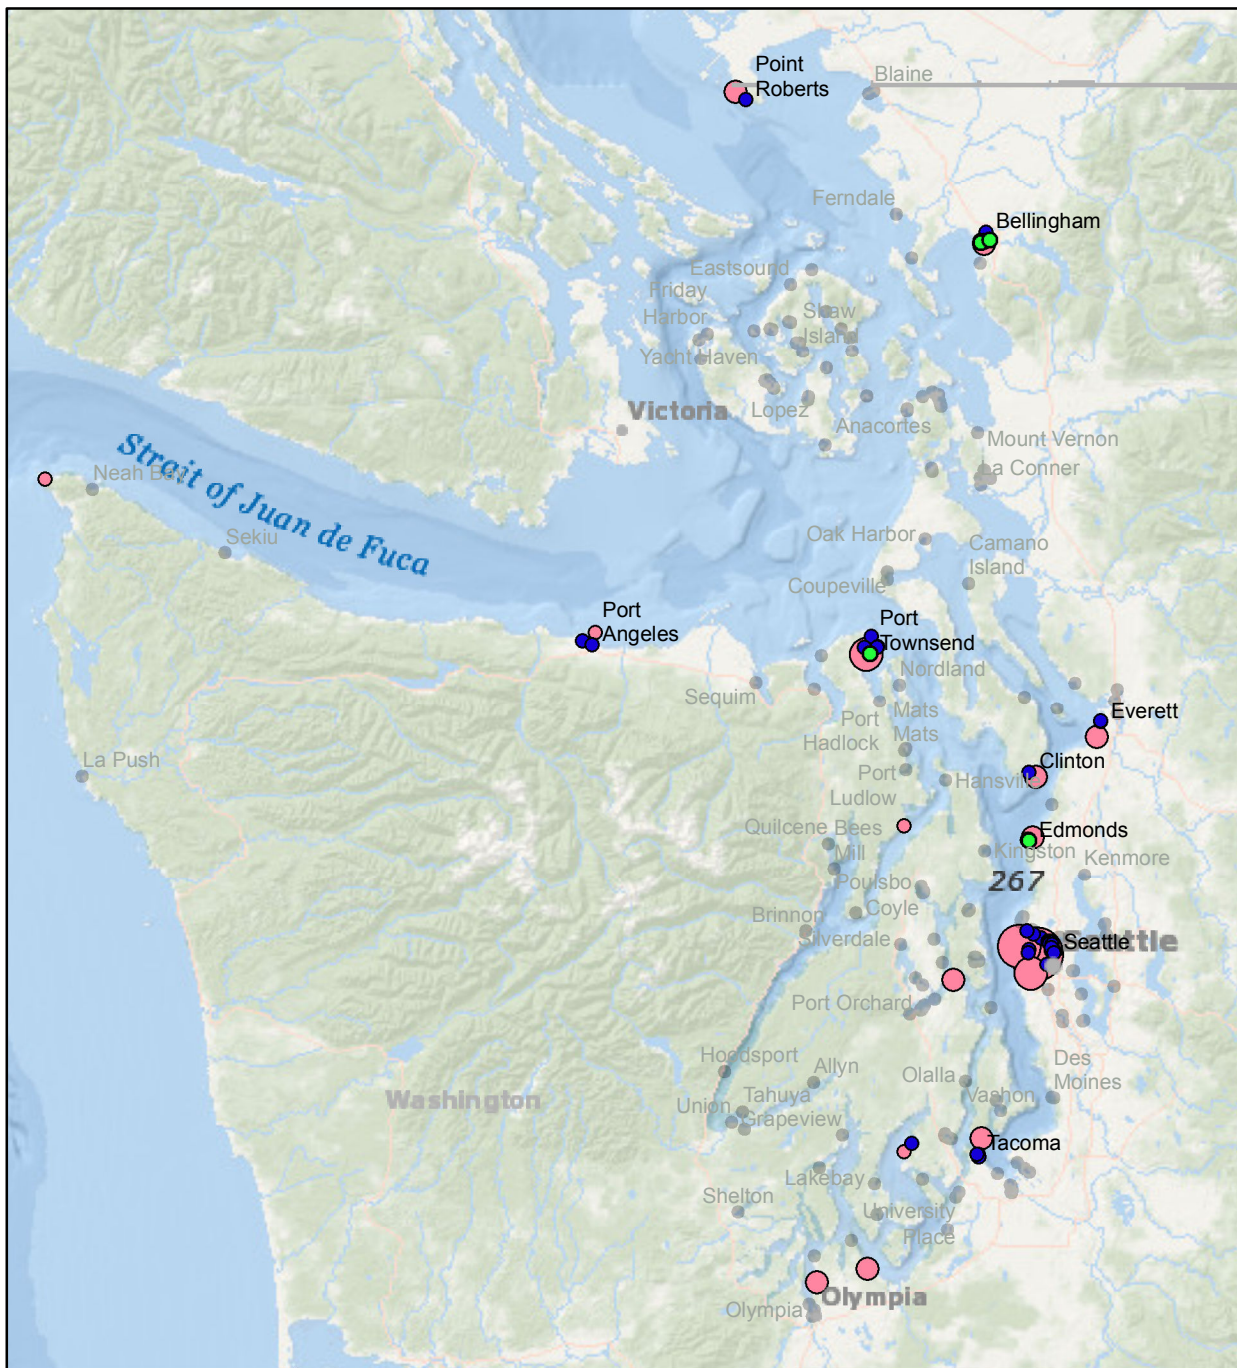 Point
Roberts
Blaine
Ferndale
Bellingham
Eastsound
Friday
Harbor
Shaw
Island
Yacht Haven
Lopez
Victoria
Anacortes
Mount Vernon
La Conner
Strait of Juan de Fuca
Neah Bay
Sekiu
Oak Harbor
Camano
Island
Coupeville
Port
Angeles
Port
Townsend
Nordland
Sequim
Port
Hadlock
Mats
Mats
Everett
La Push
Clinton
Port
Ludlow
Hansville
Quilcene
Bees
Mill
Edmonds
Kingston
Kenmore
267
Poulsbo
Coyle
Brinnon
Silverdale
Seattle
Seattle
Port Orchard
Hoodsport
Allyn
Olalla
Des
Moines
Washington
Union
Tahuya
Grapeview
Vashon
Tacoma
Lakebay
Shelton
University
Place
Olympia
Olympia